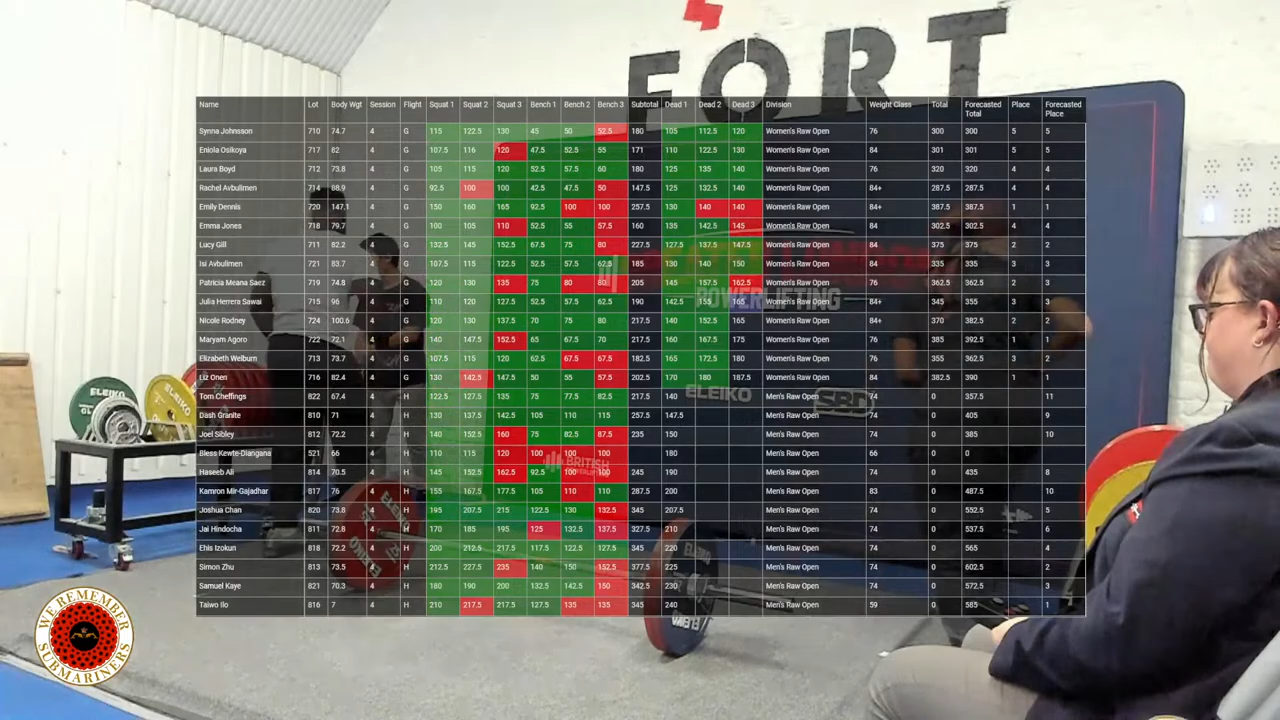 FORT
Name Lot Body Wgt Session Flight Squat 1 Squat 2 Squat 3 Bench 1 Bench 2 Bench 3 Subtotal Dead 1 Dead 2 Dead 3 Division Weight Class Total Forecasted Total Place Forecasted Place
Synna Johnsson 710 74.7 4 G 115 122.5 130 45 50 52.5 180 105 112.5 120 Women's Raw Open 76 300 300 5 5
Eniola Osikoya 717 82 4 G 107.5 116 120 47.5 52.5 55 171 110 122.5 130 Women's Raw Open 84 301 301 5 5
Laura Boyd 712 73.8 4 G 105 115 120 52.5 57.5 60 180 125 135 140 Women's Raw Open 76 320 320 4 4
Rachel Avbulimen 714 88.9 4 G 92.5 100 100 42.5 47.5 50 147.5 125 132.5 140 Women's Raw Open 84+ 287.5 287.5 4 4
Emily Dennis 720 147.1 4 G 150 160 165 92.5 100 100 257.5 130 140 140 Women's Raw Open 84+ 387.5 387.5 1 1
Emma Jones 718 79.7 4 G 100 105 110 52.5 55 57.5 160 135 142.5 145 Women's Raw Open 84 302.5 302.5 4 4
Lucy Gill 711 82.2 4 G 132.5 145 152.5 67.5 75 80 227.5 127.5 137.5 147.5 Women's Raw Open 84 375 375 2 2
Isi Avbulimen 721 83.7 4 G 107.5 115 122.5 52.5 57.5 62.5 185 130 140 150 Women's Raw Open 84 335 335 3 3
Patricia Meana Saez 719 74.8 4 G 120 130 135 75 80 80 205 145 157.5 162.5 Women's Raw Open 76 362.5 362.5 2 3
Julia Herrera Sawai 715 96 4 G 110 120 127.5 52.5 57.5 62.5 190 142.5 155 165 Women's Raw Open 84+ 345 355 3 3
Nicole Rodney 724 100.6 4 G 120 130 137.5 70 75 80 217.5 140 152.5 165 Women's Raw Open 84+ 370 382.5 2 2
Maryam Agoro 722 72.1 4 G 140 147.5 152.5 65 67.5 70 217.5 160 167.5 175 Women's Raw Open 76 385 392.5 1 1
Elizabeth Welburn 713 73.7 4 G 107.5 115 120 62.5 67.5 67.5 182.5 165 172.5 180 Women's Raw Open 76 355 362.5 3 2
Liz Onen 716 82.4 4 G 130 142.5 147.5 50 55 57.5 202.5 170 180 187.5 Women's Raw Open 84 382.5 390 1 1
Tom Cheffings 822 67.4 4 H 122.5 127.5 135 75 77.5 82.5 217.5 140 Men's Raw Open 74 0 357.5 11
Dash Granite 810 71 4 H 130 137.5 142.5 105 110 115 257.5 147.5 Men's Raw Open 74 0 405 9
Joel Sibley 812 72.2 4 H 140 152.5 160 75 82.5 87.5 235 150 Men's Raw Open 74 0 385 10
Bless Kewte-Diangana 521 66 4 H 110 115 120 100 100 100 180 Men's Raw Open 66 0 0
Haseeb Ali 814 70.5 4 H 145 152.5 162.5 92.5 100 100 245 190 Men's Raw Open 74 0 435 8
Kamron Mir-Gajadhar 817 76 4 H 155 167.5 177.5 105 110 110 287.5 200 Men's Raw Open 83 0 487.5 10
Joshua Chan 820 73.8 4 H 195 207.5 215 122.5 130 132.5 345 207.5 Men's Raw Open 74 0 552.5 5
Jai Hindocha 811 72.8 4 H 170 185 195 125 132.5 137.5 327.5 210 Men's Raw Open 74 0 537.5 6
Ehis Izokun 818 72.2 4 H 200 212.5 217.5 117.5 122.5 127.5 345 220 Men's Raw Open 74 0 565 4
Simon Zhu 813 73.5 4 H 212.5 227.5 235 140 150 152.5 377.5 225 Men's Raw Open 74 0 602.5 2
Samuel Kaye 821 70.3 4 H 180 190 200 132.5 142.5 150 342.5 230 Men's Raw Open 74 0 572.5 3
Taiwo Ilo 816 7 4 H 210 217.5 217.5 127.5 135 135 345 240 Men's Raw Open 59 0 585 1
POWERLIFTING
ELEIKO
SBD
BRITISH
POWERLIFTING
ELEIKO
ELEIKO
WE REMEMBER
SUBMARINERS